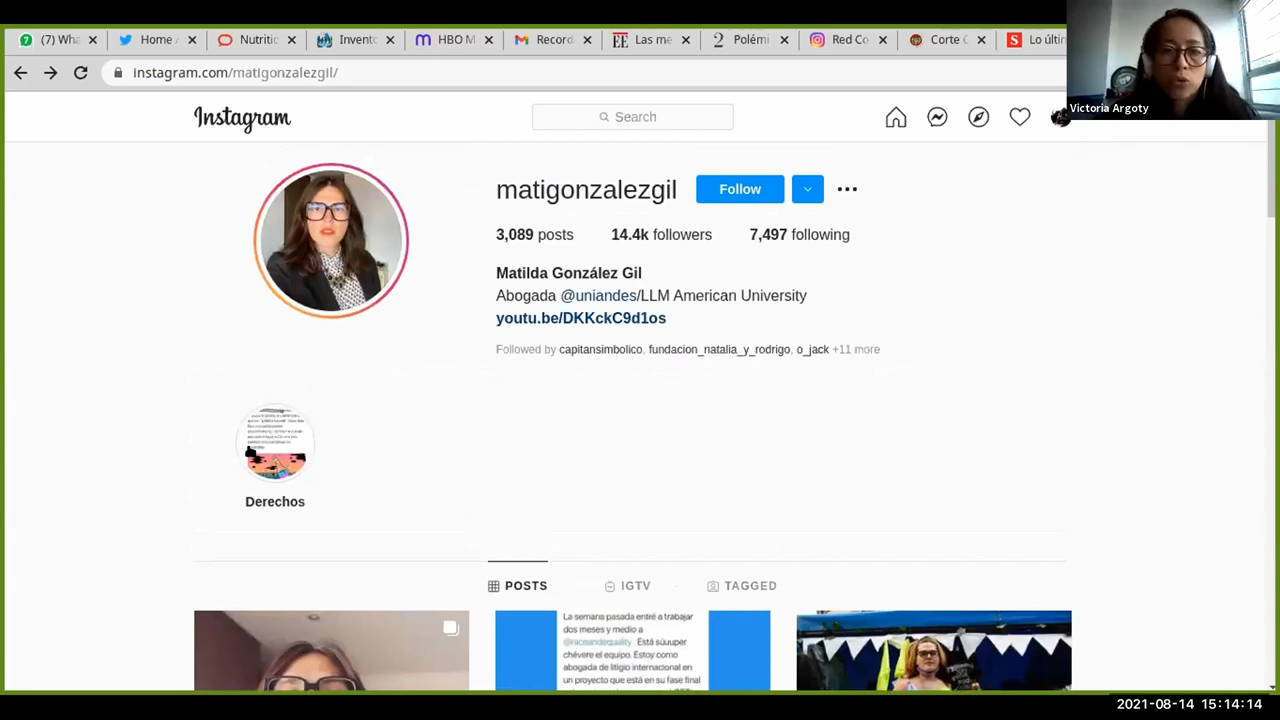 (7) Wha
Home /
Nutritic
Invent
HBO M
Record
Las me
Polémi
Red Co
Corte C
Lo últin
instagram.com/matigonzalezgil/
Victoria Argoty
Instagram
Search
matigonzalezgil
Follow
3,089 posts
14.4k followers
7,497 following
Matilda González Gil
Abogada @uniandes/LLM American University
youtu.be/DKKckC9d1os
Followed by capitansimbolico, fundacion_natalia_y_rodrigo, o_jack +11 more
Derechos
POSTS
IGTV
TAGGED
La semana pasada entré a trabajar
dos meses y medio a
@raceandequality. Está súuuper
chévere el equipo. Estoy como
abogada de litigio internacional en
un proyecto que está en su fase final
2021-08-14 15:14:14